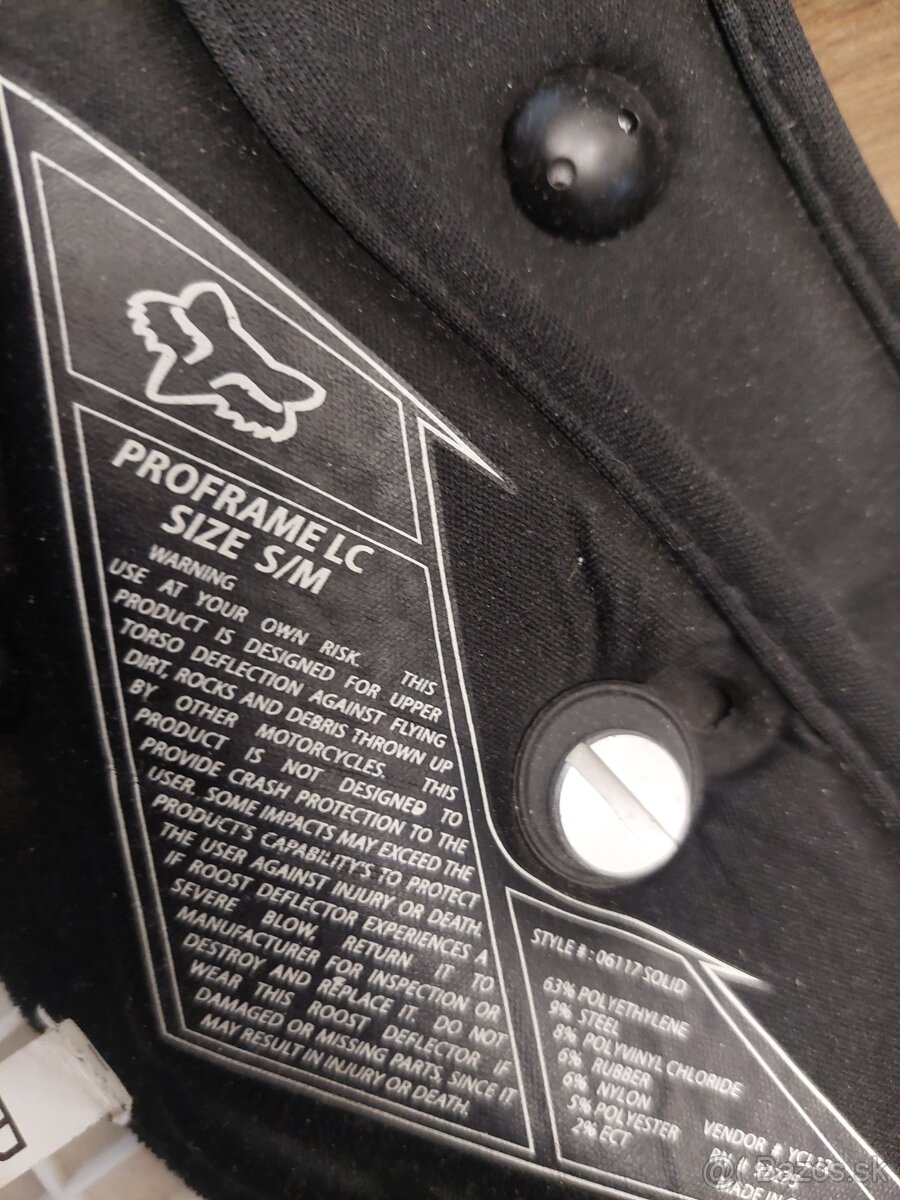 PROFRAME LC
SIZE S/M
WARNING
USE AT YOUR OWN RISK. THIS
PRODUCT IS DESIGNED FOR UPPER
TORSO DEFLECTION AGAINST FLYING
DIRT, ROCKS AND DEBRIS THROWN UP
BY OTHER MOTORCYCLES. THIS
PRODUCT IS NOT DESIGNED TO
PROVIDE CRASH PROTECTION TO THE
USER. SOME IMPACTS MAY EXCEED THE
PRODUCT'S CAPABILITY'S TO PROTECT
THE USER AGAINST INJURY OR DEATH.
IF ROOST DEFLECTOR EXPERIENCES A
SEVERE BLOW. RETURN IT TO
MANUFACTURER FOR INSPECTION OR
DESTROY AND REPLACE IT. DO NOT
WEAR THIS ROOST DEFLECTOR IF
DAMAGED OR MISSING PARTS, SINCE IT
MAY RESULT IN INJURY OR DEATH.
STYLE # : 06117 SOLID
63% POLYETHYLENE
9% STEEL
8% POLYVINYL CHLORIDE
6% RUBBER
6% NYLON
5% POLYESTER
2% ECT
VENDOR #
MADE IN
@ Bazos.sk